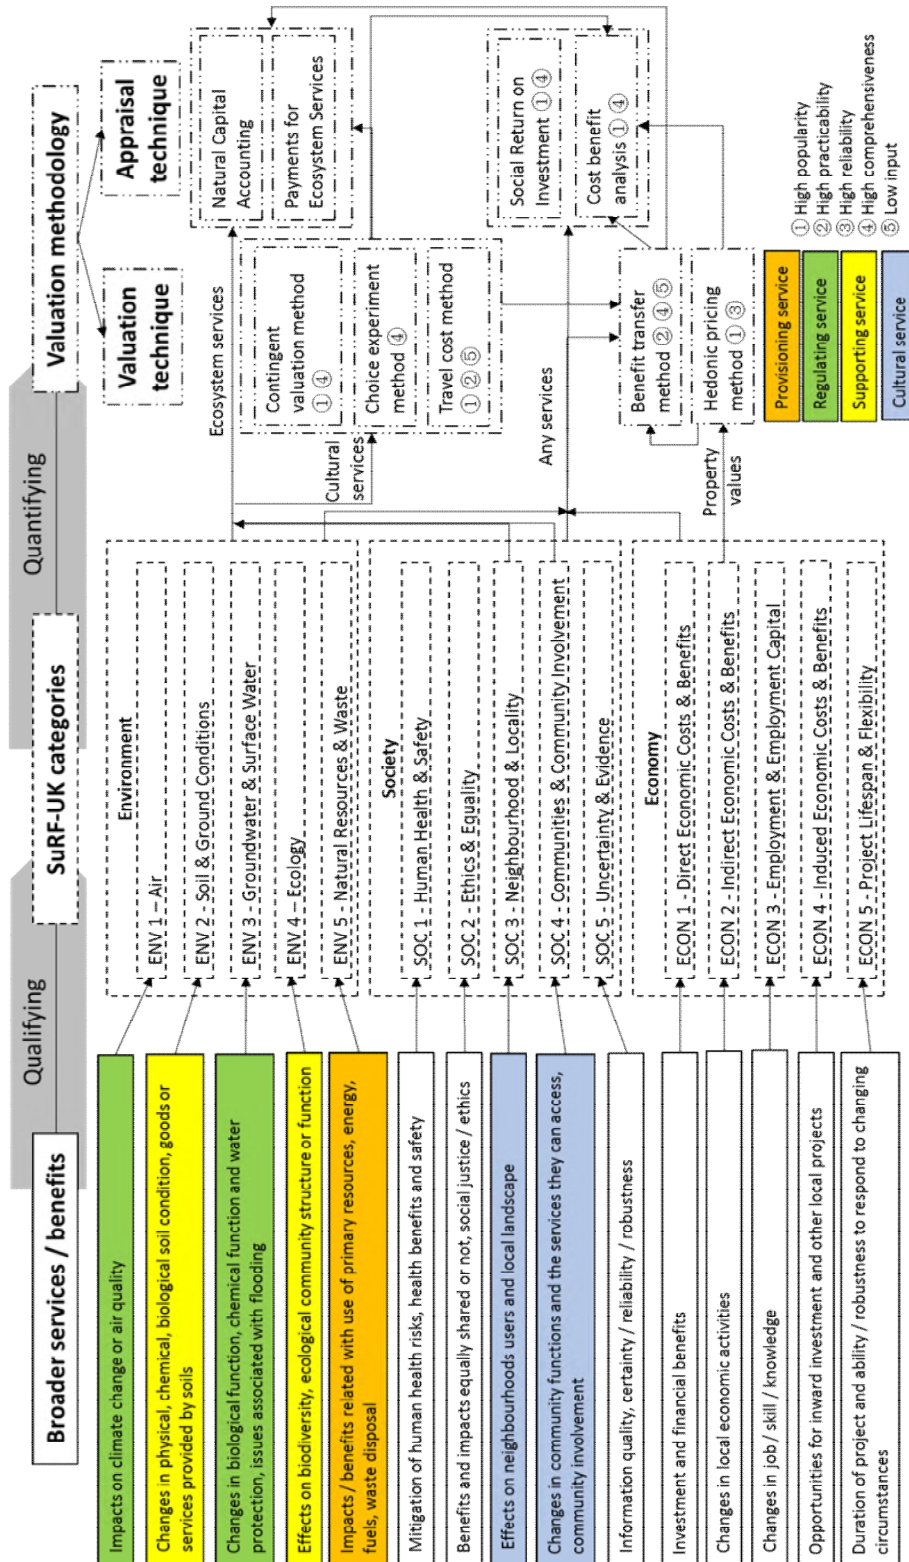 Qualifying
Quantifying
Broader services / benefits
SuRF-UK categories
Valuation methodology
Valuation
technique
Appraisal
technique
Impacts on climate change or air quality
Changes in physical, chemical, biological soil condition, goods or
services provided by soils
Changes in biological function, chemical function and water
protection, issues associated with flooding
Effects on biodiversity, ecological community structure or function
Impacts / benefits related with use of primary resources, energy,
fuels, waste disposal
Mitigation of human health risks, health benefits and safety
Benefits and impacts equally shared or not, social justice / ethics
Effects on neighbourhoods users and local landscape
Changes in community functions and the services they can access,
community involvement
Information quality, certainty / reliability / robustness
Investment and financial benefits
Changes in local economic activities
Changes in job / skill / knowledge
Opportunities for inward investment and other local projects
Duration of project and ability / robustness to respond to changing
circumstances
Environment
ENV 1 – Air
ENV 2 - Soil & Ground Conditions
ENV 3 - Groundwater & Surface Water
ENV 4 – Ecology
ENV 5 - Natural Resources & Waste
Society
SOC 1 - Human Health & Safety
SOC 2 - Ethics & Equality
SOC 3 - Neighbourhood & Locality
SOC 4 - Communities & Community Involvement
SOC 5 - Uncertainty & Evidence
Economy
ECON 1 - Direct Economic Costs & Benefits
ECON 2 - Indirect Economic Costs & Benefits
ECON 3 - Employment & Employment Capital
ECON 4 - Induced Economic Costs & Benefits
ECON 5 - Project Lifespan & Flexibility
Ecosystem services
Cultural
services
Any services
Property
values
Contingent
valuation method
① ④
Choice experiment
method ④
Travel cost method
① ② ⑤
Benefit transfer
method ② ④ ⑤
Hedonic pricing
method ① ③
Natural Capital
Accounting
Payments for
Ecosystem Services
Social Return on
Investment ① ④
Cost benefit
analysis ① ④
Provisioning service
Regulating service
Supporting service
Cultural service
① High popularity
② High practicability
③ High reliability
④ High comprehensiveness
⑤ Low input